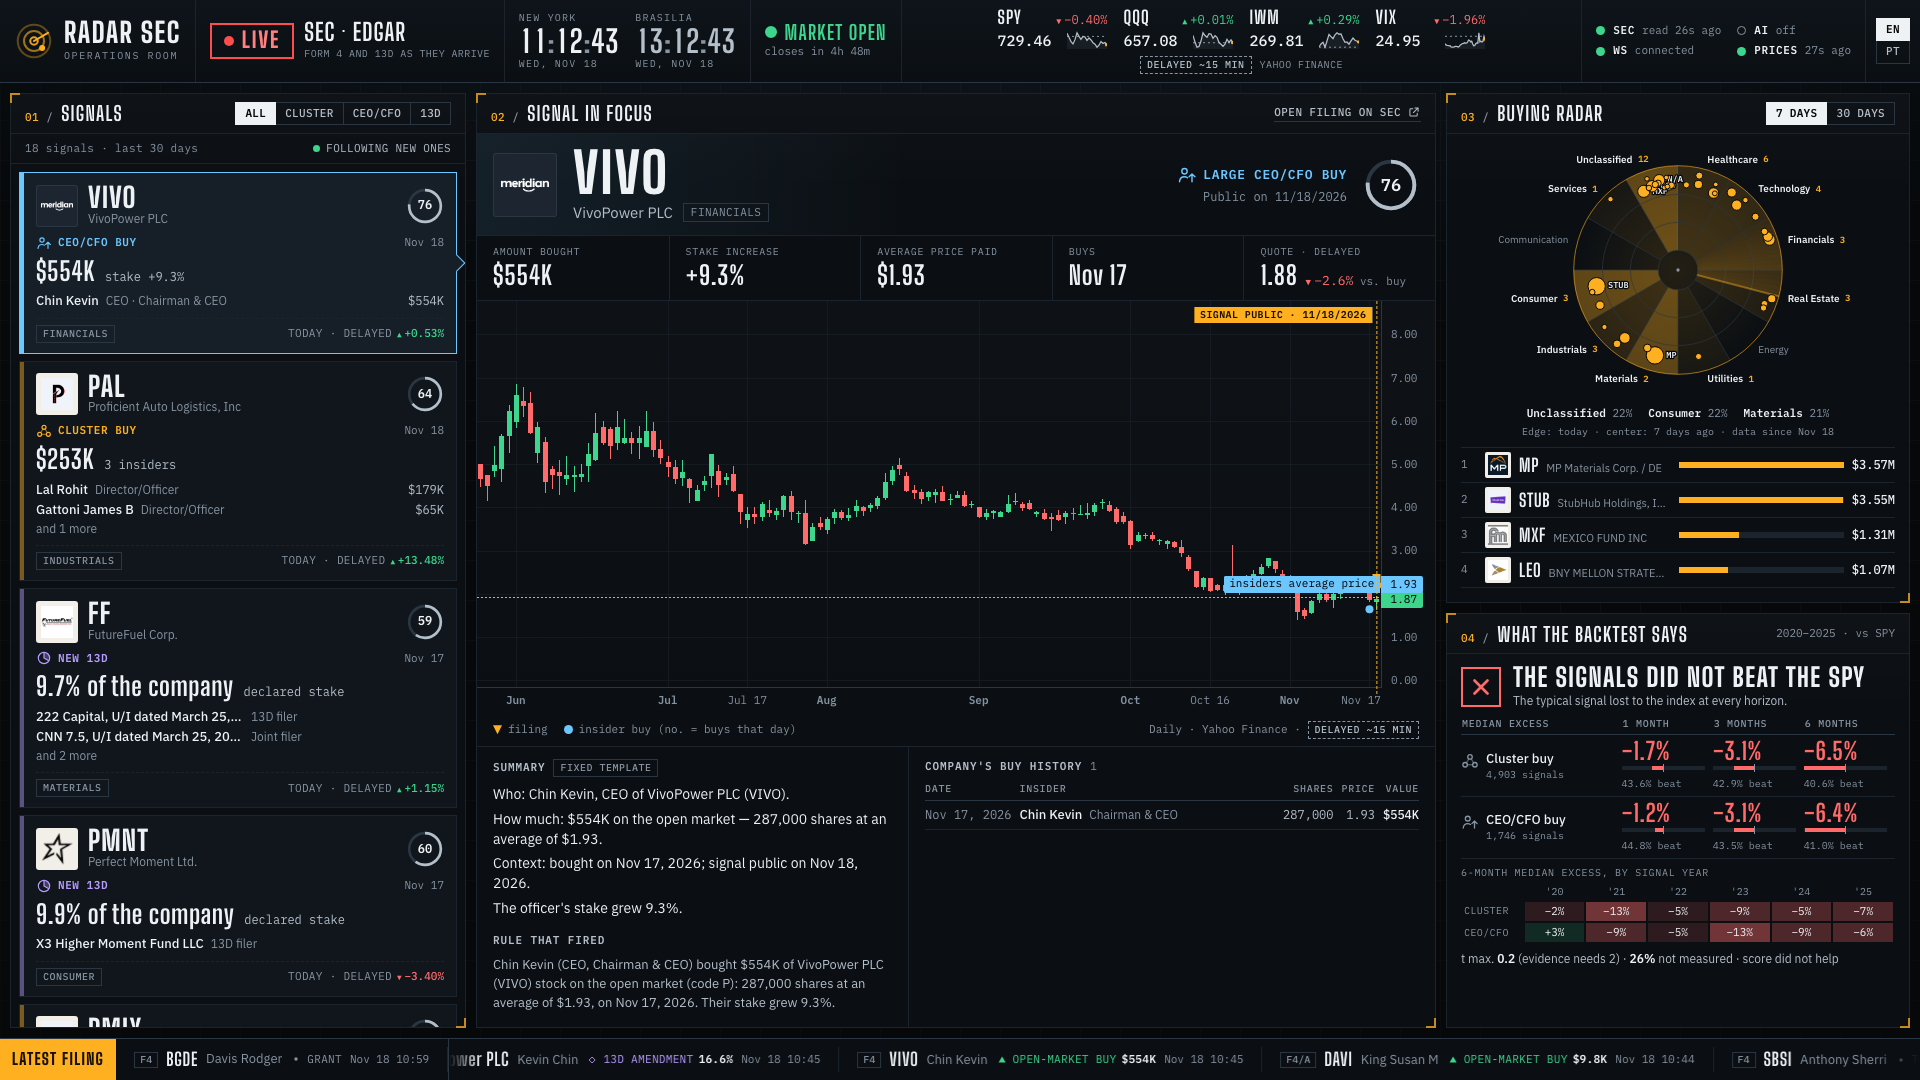 RADAR SEC
OPERATIONS ROOM
LIVE
SEC · EDGAR
FORM 4 AND 13D AS THEY ARRIVE
NEW YORK
11:12:43
WED, NOV 18
BRASILIA
13:12:43
WED, NOV 18
MARKET OPEN
closes in 4h 48m
SPY ▼−0.40%
729.46
QQQ ▲+0.01%
657.08
IWM ▲+0.29%
269.81
VIX ▼−1.96%
24.95
DELAYED ~15 MIN YAHOO FINANCE
SEC read 26s ago
AI off
WS connected
PRICES 27s ago
EN
PT
01 / SIGNALS
ALL CLUSTER CEO/CFO 13D
18 signals · last 30 days
FOLLOWING NEW ONES
meridian
VIVO
VivoPower PLC
76
CEO/CFO BUY Nov 18
$554K stake +9.3%
Chin Kevin CEO · Chairman & CEO $554K
FINANCIALS TODAY · DELAYED ▲+0.53%
PAL
Proficient Auto Logistics, Inc
64
CLUSTER BUY Nov 18
$253K 3 insiders
Lal Rohit Director/Officer $179K
Gattoni James B Director/Officer $65K
and 1 more
INDUSTRIALS TODAY · DELAYED ▲+13.48%
FUTUREFUEL
FF
FutureFuel Corp.
59
NEW 13D Nov 17
9.7% of the company declared stake
222 Capital, U/I dated March 25,... 13D filer
CNN 7.5, U/I dated March 25, 20... Joint filer
and 2 more
MATERIALS TODAY · DELAYED ▲+1.15%
PMNT
Perfect Moment Ltd.
60
NEW 13D Nov 17
9.9% of the company declared stake
X3 Higher Moment Fund LLC 13D filer
CONSUMER TODAY · DELAYED ▼−3.40%
02 / SIGNAL IN FOCUS
OPEN FILING ON SEC
meridian
VIVO
VivoPower PLC FINANCIALS
LARGE CEO/CFO BUY
Public on 11/18/2026
76
AMOUNT BOUGHT
$554K
STAKE INCREASE
+9.3%
AVERAGE PRICE PAID
$1.93
BUYS
Nov 17
QUOTE · DELAYED
1.88 ▼−2.6% vs. buy
SIGNAL PUBLIC · 11/18/2026
8.00
7.00
6.00
5.00
4.00
3.00
insiders average price 1.93
1.87
1.00
0.00
Jun Jul Jul 17 Aug Sep Oct Oct 16 Nov Nov 17
filing insider buy (no. = buys that day)
Daily · Yahoo Finance · DELAYED ~15 MIN
SUMMARY FIXED TEMPLATE
Who: Chin Kevin, CEO of VivoPower PLC (VIVO).
How much: $554K on the open market — 287,000 shares at an
average of $1.93.
Context: bought on Nov 17, 2026; signal public on Nov 18,
2026.
The officer's stake grew 9.3%.
RULE THAT FIRED
Chin Kevin (CEO, Chairman & CEO) bought $554K of VivoPower PLC
(VIVO) stock on the open market (code P): 287,000 shares at an
average of $1.93, on Nov 17, 2026. Their stake grew 9.3%.
COMPANY'S BUY HISTORY 1
DATE INSIDER SHARES PRICE VALUE
Nov 17, 2026 Chin Kevin Chairman & CEO 287,000 1.93 $554K
03 / BUYING RADAR
7 DAYS 30 DAYS
Unclassified 12
Healthcare 6
Services 1
Technology 4
Communication
Financials 3
Consumer 3
Real Estate 3
Industrials 3
Energy
Materials 2
Utilities 1
N/A
MXF
STUB
MP
Unclassified 22% Consumer 22% Materials 21%
Edge: today · center: 7 days ago · data since Nov 18
1 MP MP Materials Corp. / DE $3.57M
2 STUB StubHub Holdings, I... $3.55M
3 MXF MEXICO FUND INC $1.31M
4 LEO BNY MELLON STRATE... $1.07M
04 / WHAT THE BACKTEST SAYS
2020–2025 · vs SPY
THE SIGNALS DID NOT BEAT THE SPY
The typical signal lost to the index at every horizon.
MEDIAN EXCESS 1 MONTH 3 MONTHS 6 MONTHS
Cluster buy
4,903 signals
−1.7% −3.1% −6.5%
43.6% beat 42.9% beat 40.6% beat
CEO/CFO buy
1,746 signals
−1.2% −3.1% −6.4%
44.8% beat 43.5% beat 41.0% beat
6-MONTH MEDIAN EXCESS, BY SIGNAL YEAR
'20 '21 '22 '23 '24 '25
CLUSTER −2% −13% −5% −9% −5% −7%
CEO/CFO +3% −9% −5% −13% −9% −6%
t max. 0.2 (evidence needs 2) · 26% not measured · score did not help
LATEST FILING
F4 BGDE Davis Rodger • GRANT Nov 18 10:59
ower PLC Kevin Chin ◇ 13D AMENDMENT 16.6% Nov 18 10:45
F4 VIVO Chin Kevin ▲ OPEN-MARKET BUY $554K Nov 18 10:45
F4/A DAVI King Susan M ▲ OPEN-MARKET BUY $9.8K Nov 18 10:44
F4 SBSI Anthony Sherri